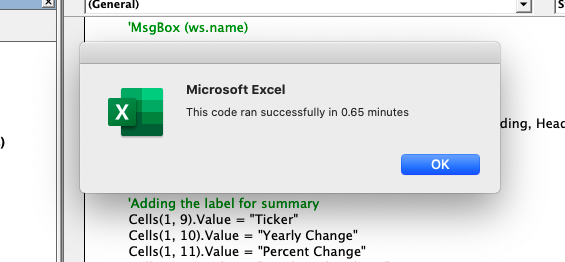 (General)
'MsgBox (ws.name)
Microsoft Excel
This code ran successfully in 0.65 minutes
ding, Head
OK
'Adding the label for summary
Cells(1, 9).Value = "Ticker"
Cells(1, 10).Value = "Yearly Change"
Cells(1, 11).Value = "Percent Change"